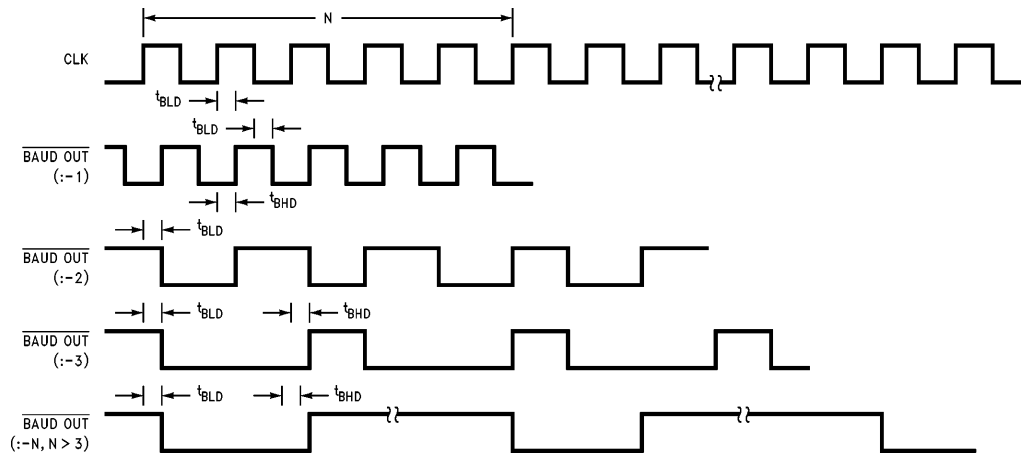 N
CLK
tBLD
tBLD
BAUD OUT
(:-1)
tBHD
tBLD
BAUD OUT
(:-2)
tBLD
tBHD
BAUD OUT
(:-3)
tBLD
tBHD
BAUD OUT
(:-N, N > 3)